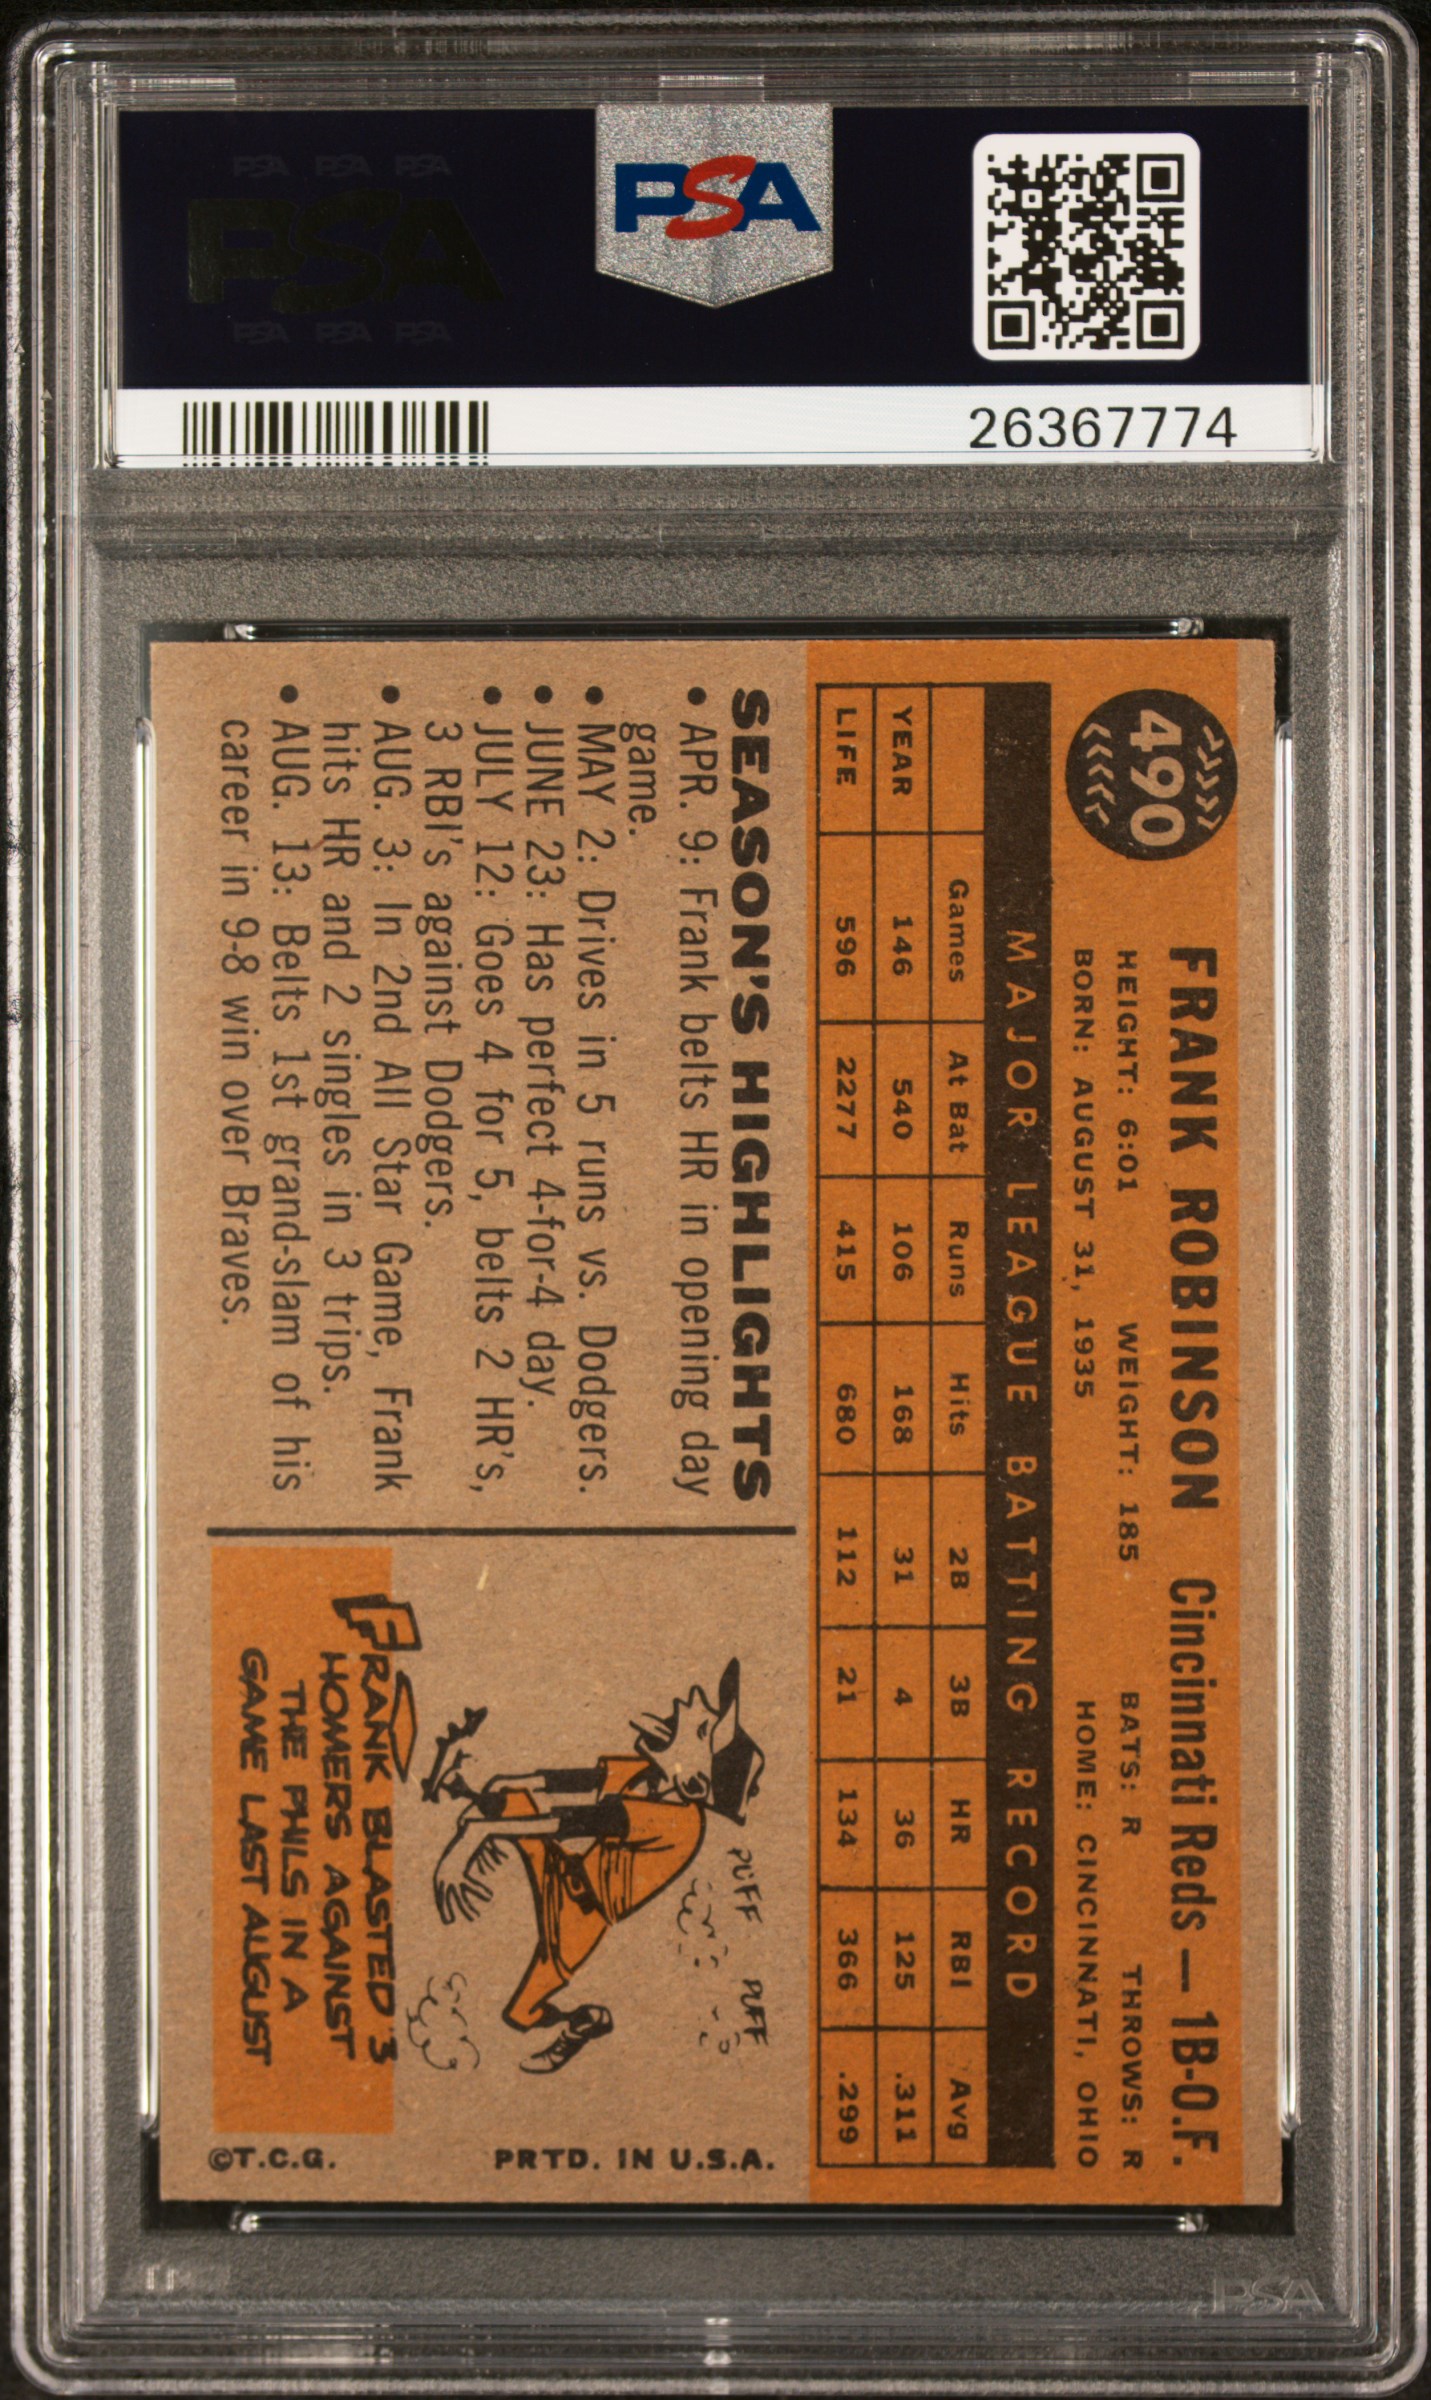 PSA PSA PSA
PSA
PSA PSA PSA
PSA
26367774
490
FRANK ROBINSON Cincinnati Reds — 1B-O.F.
HEIGHT: 6:01 WEIGHT: 185 BATS: R THROWS: R
BORN: AUGUST 31, 1935 HOME: CINCINNATI, OHIO
MAJOR LEAGUE BATTING RECORD
Games At Bat Runs Hits 2B 3B HR RBI Avg
YEAR 146 540 106 168 31 4 36 125 .311
LIFE 596 2277 415 680 112 21 134 366 .299
SEASON'S HIGHLIGHTS
• APR. 9: Frank belts HR in opening day
game.
• MAY 2: Drives in 5 runs vs. Dodgers.
• JUNE 23: Has perfect 4-for-4 day.
• JULY 12: Goes 4 for 5, belts 2 HR's,
3 RBI's against Dodgers.
• AUG. 3: In 2nd All Star Game, Frank
hits HR and 2 singles in 3 trips.
• AUG. 13: Belts 1st grand-slam of his
career in 9-8 win over Braves.
PUFF PUFF
FRANK BLASTED 3
HOMERS AGAINST
THE PHILS IN A
GAME LAST AUGUST
PRTD. IN U.S.A.
©T.C.G.
PSA